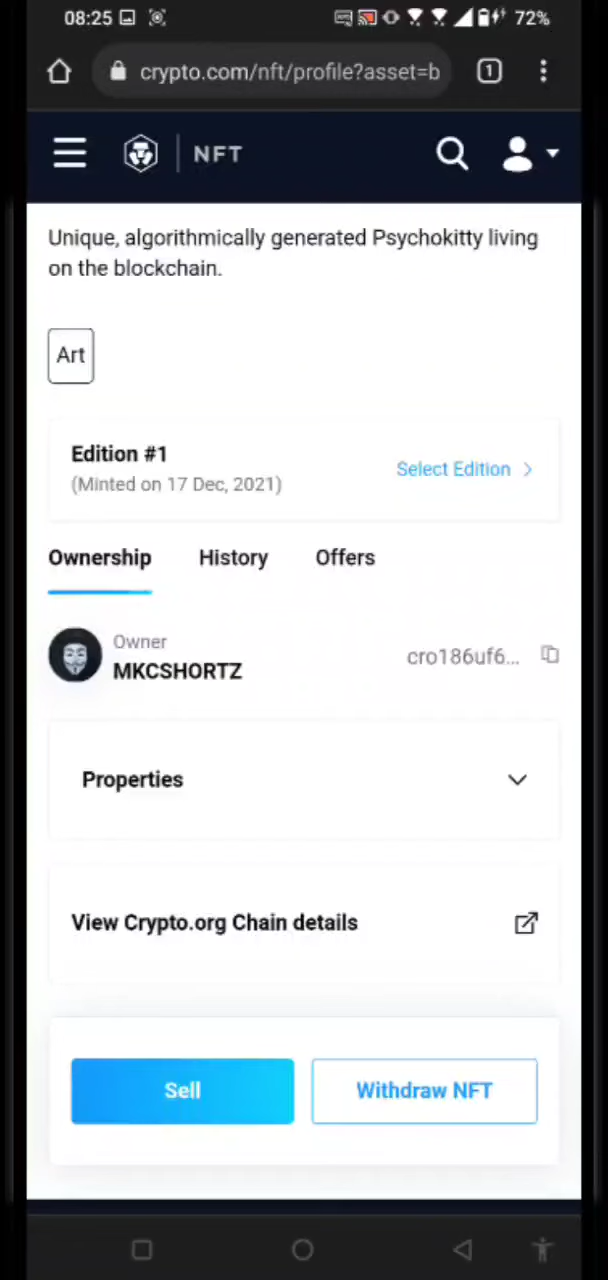 08:25
72%
crypto.com/nft/profile?asset=b
1
NFT
Unique, algorithmically generated Psychokitty living
on the blockchain.
Art
Edition #1
Select Edition
(Minted on 17 Dec, 2021)
Ownership
History
Offers
Owner
MKCSHORTZ
cro186uf6...
Properties
View Crypto.org Chain details
Sell
Withdraw NFT